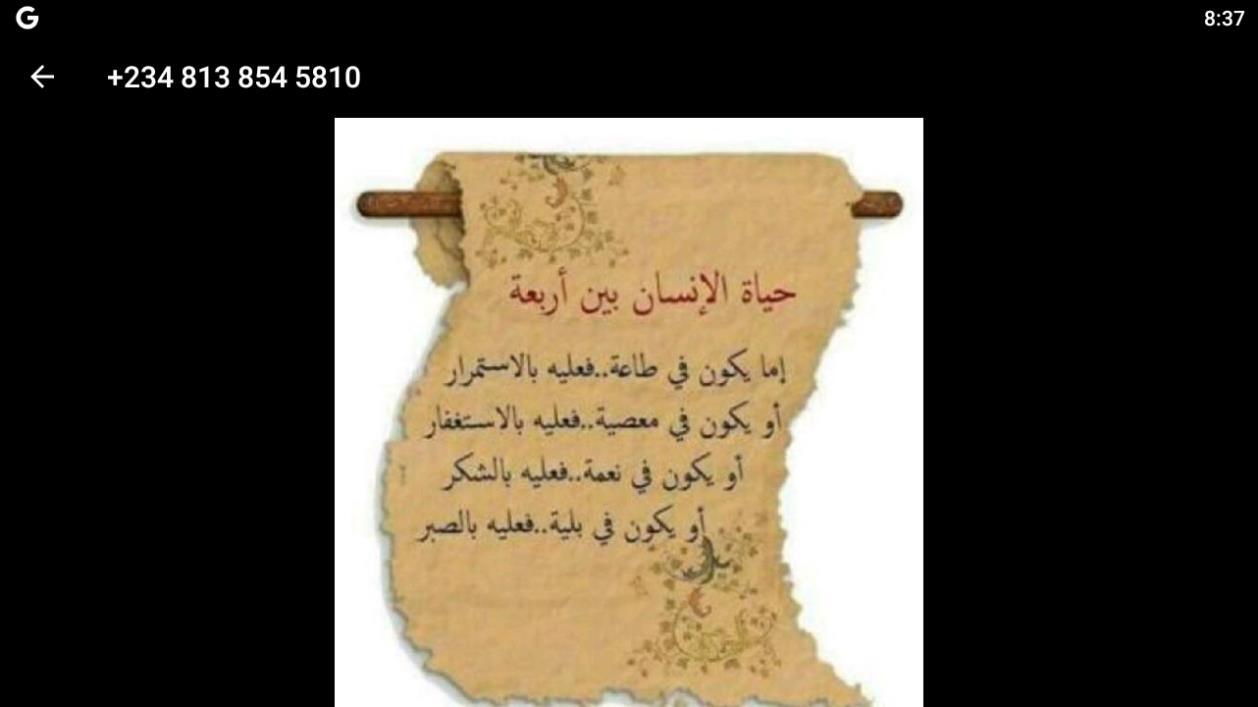 G
8:37
+234 813 854 5810
حياة الإنسان بين أربعة
إما يكون في طاعة..فعليه بالاستمرار
أو يكون في معصية..فعليه بالاستغفار
أو يكون في نعمة..فعليه بالشكر
أو يكون في بلية..فعليه بالصبر